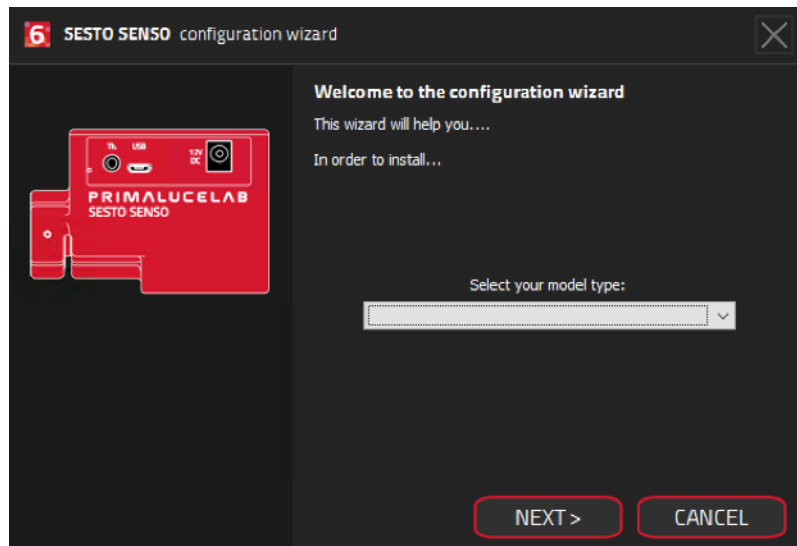 6 SESTO SENSO configuration wizard
Welcome to the configuration wizard
This wizard will help you....
In order to install...
Th. USB 12V
DC
PRIMALUCELAB
SESTO SENSO
Select your model type:
NEXT > CANCEL